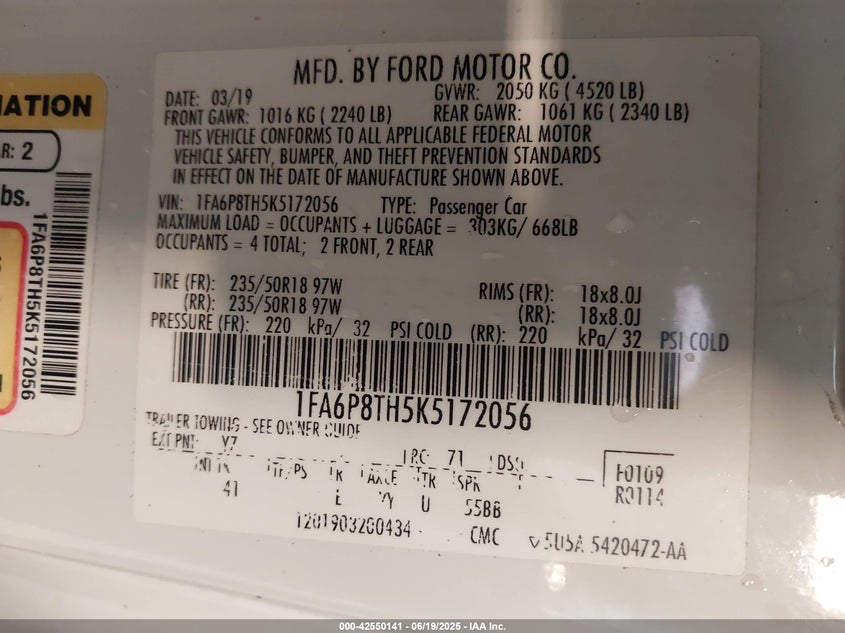 MFD. BY FORD MOTOR CO.
DATE: 03/19 GVWR: 2050 KG ( 4520 LB)
FRONT GAWR: 1016 KG ( 2240 LB) REAR GAWR: 1061 KG ( 2340 LB)
THIS VEHICLE CONFORMS TO ALL APPLICABLE FEDERAL MOTOR
VEHICLE SAFETY, BUMPER, AND THEFT PREVENTION STANDARDS
IN EFFECT ON THE DATE OF MANUFACTURE SHOWN ABOVE.
VIN: 1FA6P8TH5K5172056 TYPE: Passenger Car
MAXIMUM LOAD = OCCUPANTS + LUGGAGE = 303KG/ 668LB
OCCUPANTS = 4 TOTAL; 2 FRONT, 2 REAR
TIRE (FR): 235/50R18 97W RIMS (FR): 18x8.0J
(RR): 235/50R18 97W (RR): 18x8.0J
PRESSURE (FR): 220 kPa/ 32 PSI COLD (RR): 220 kPa/ 32 PSI COLD
1FA6P8TH5K5172056
TRAILER TOWING - SEE OWNER GUIDE
EXT PNT: 71
AXLE TR SPR
41 U 55BB
F0109
R0114
1201903200434 CMC 5U5A 5420472-AA
R: 2
bs.
1FA6P8TH5K5172056
000-42550141 - 06/19/2025 - IAA Inc.